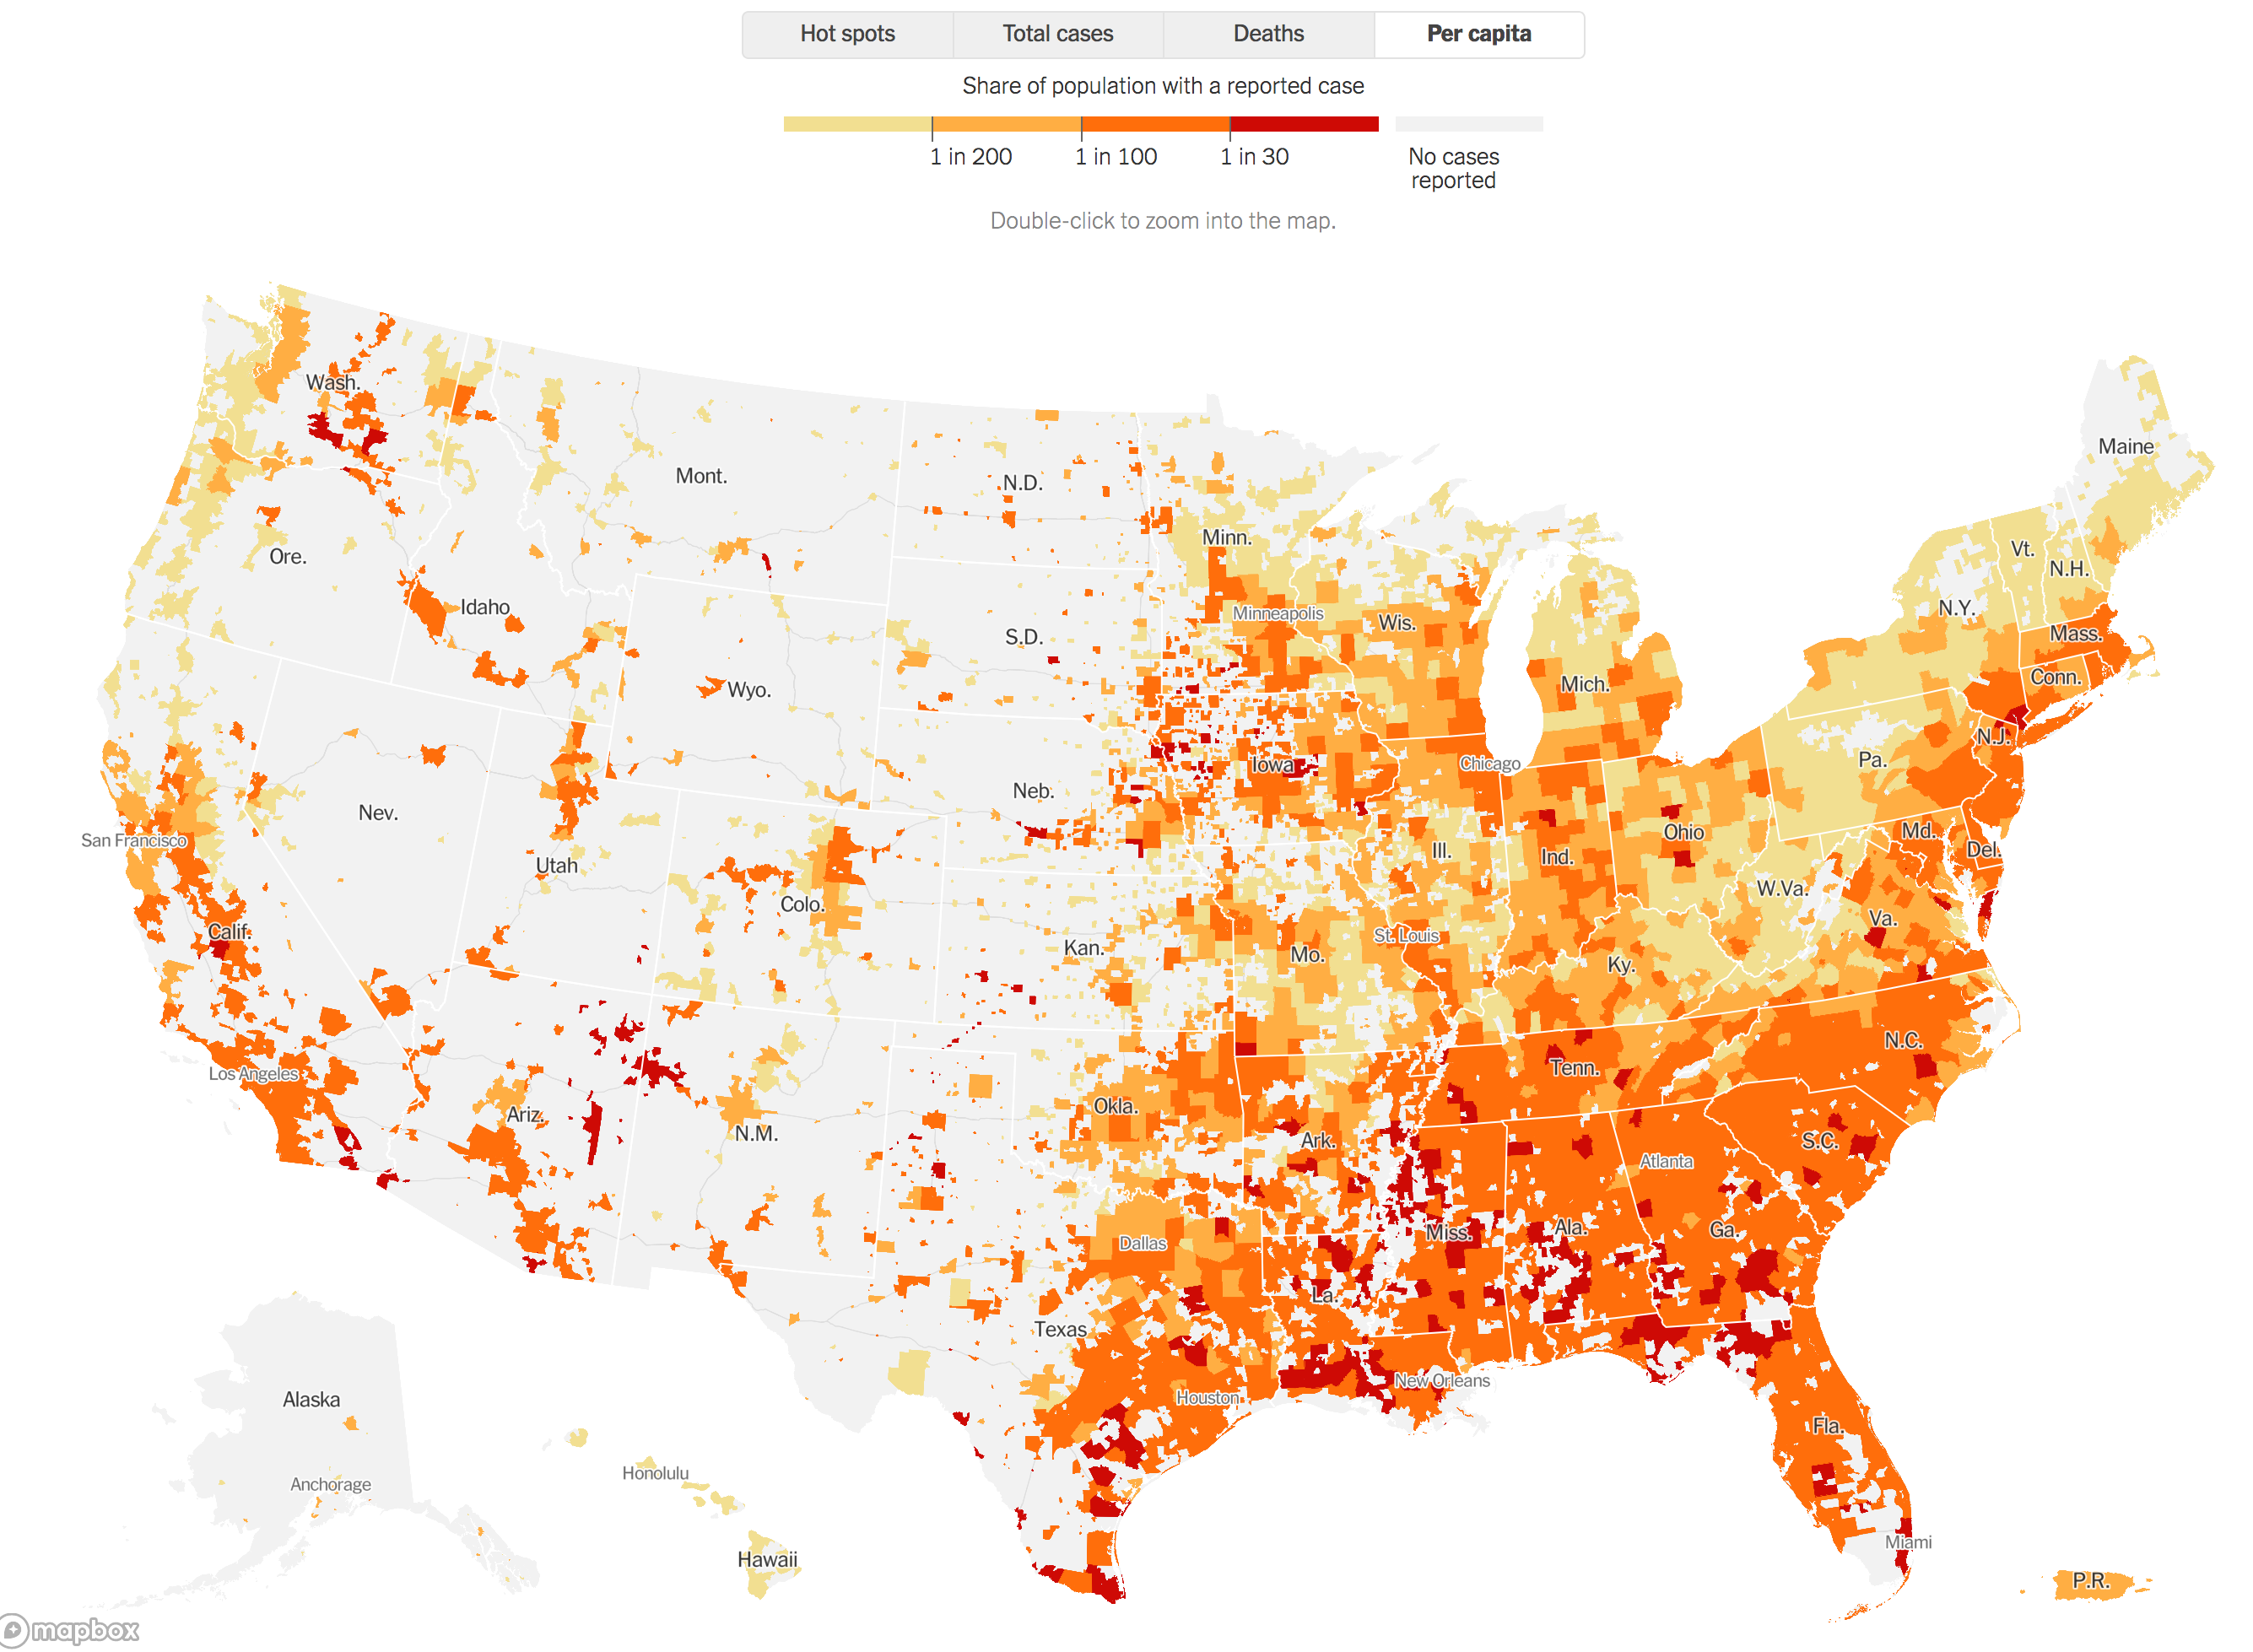 Hot spots
Total cases
Deaths
Per capita
Share of population with a reported case
1 in 200
1 in 100
1 in 30
No cases
reported
Double-click to zoom into the map.
Wash.
Maine
Mont.
N.D.
Minn.
Vt.
Ore.
N.H.
Idaho
N.Y.
Minneapolis
Wis.
S.D.
Mass.
Conn.
Mich.
Wyo.
N.J.
Pa.
Chicago
Iowa
Neb.
Nev.
Ohio
Md.
San Francisco
Ill.
Del.
Ind.
Utah
W.Va.
Colo.
Va.
Calif.
St. Louis
Kan.
Mo.
Ky.
N.C.
Tenn.
Los Angeles
Okla.
Ariz.
N.M.
Ark.
S.C.
Atlanta
Ala.
Ga.
Miss.
Dallas
La.
Texas
New Orleans
Houston
Alaska
Fla.
Honolulu
Anchorage
Miami
Hawaii
P.R.
mapbox